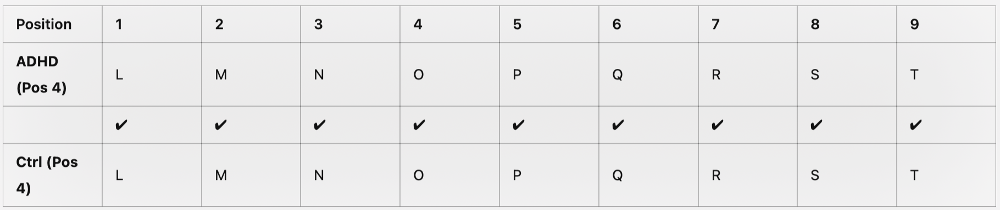 Position 1 2 3 4 5 6 7 8 9
ADHD
(Pos 4) L M N O P Q R S T
✔ ✔ ✔ ✔ ✔ ✔ ✔ ✔ ✔
Ctrl (Pos
4) L M N O P Q R S T